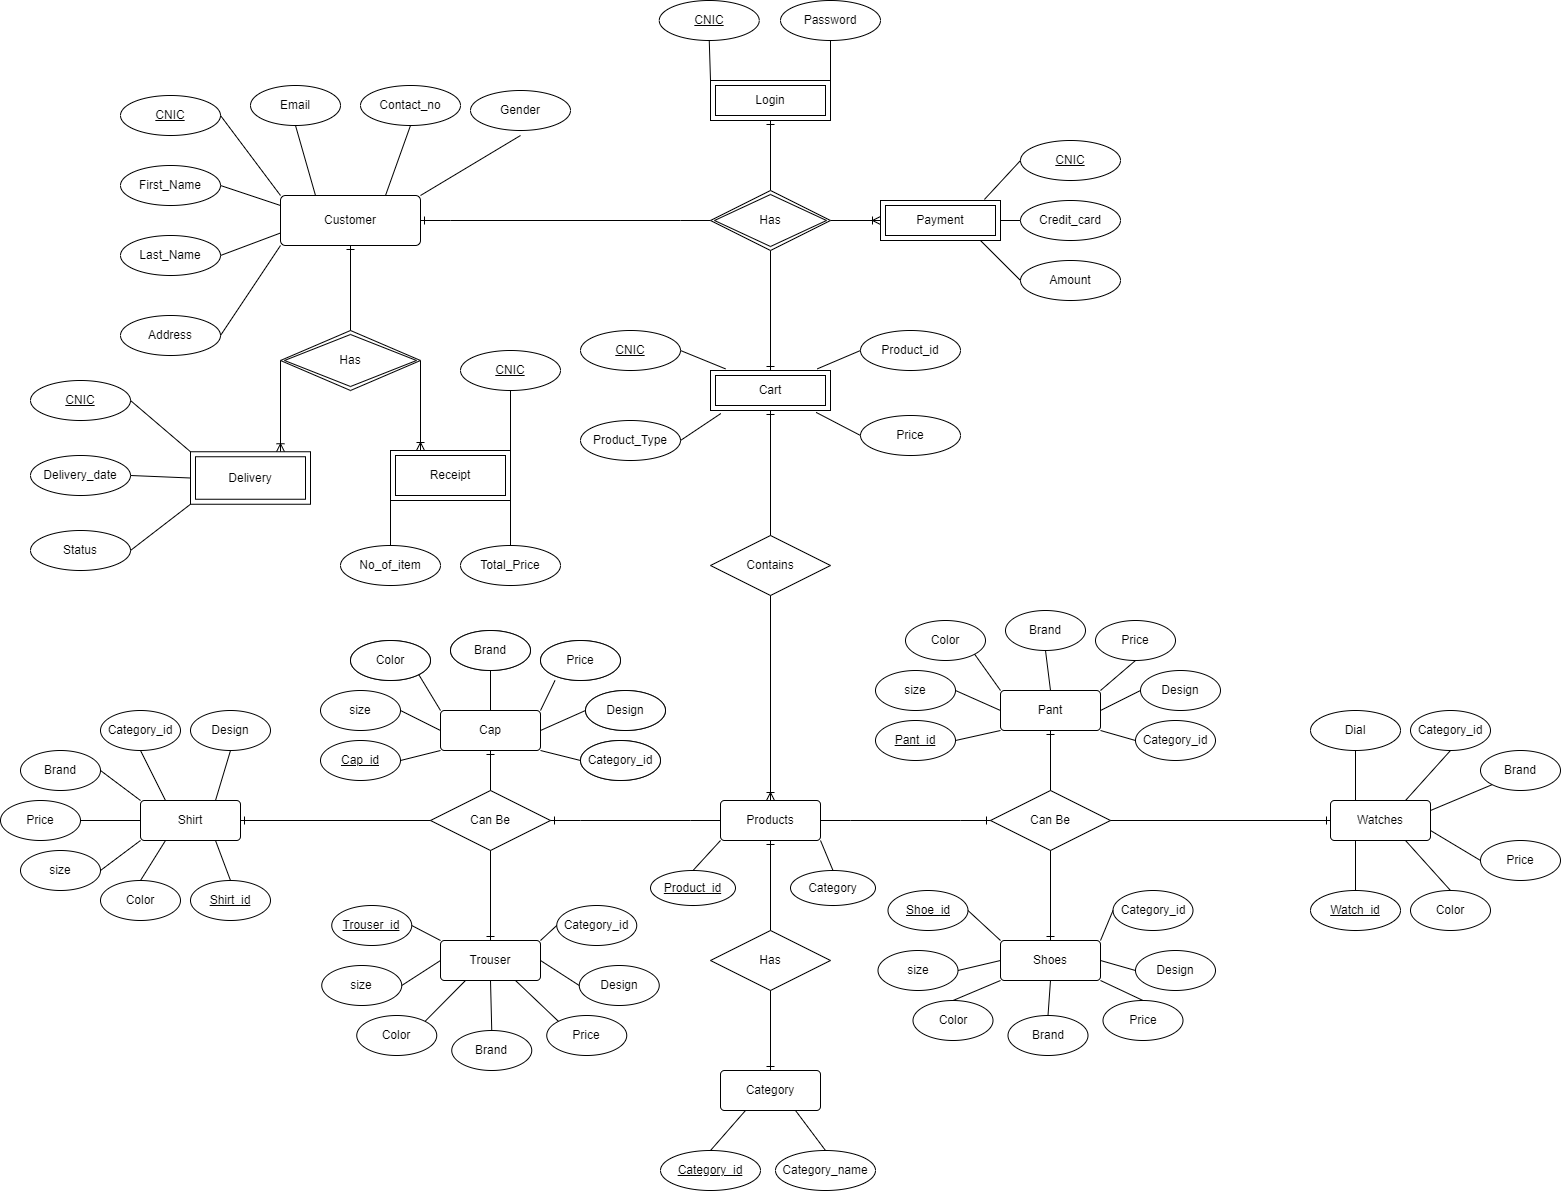 CNIC
Password
Login
CNIC
Email
Contact_no
Gender
First_Name
Customer
Last_Name
Address
Has
Payment
CNIC
Credit_card
Amount
Has
CNIC
Delivery_date
Status
Delivery
CNIC
Receipt
No_of_item
Total_Price
CNIC
Product_id
Cart
Product_Type
Price
Contains
Color
Brand
Price
size
Design
Cap
Cap_id
Category_id
Color
Brand
Price
size
Design
Pant
Pant_id
Category_id
Category_id
Design
Brand
Price
Shirt
size
Color
Shirt_id
Can Be
Products
Product_id
Category
Can Be
Dial
Category_id
Brand
Watches
Price
Watch_id
Color
Trouser_id
Category_id
Trouser
size
Design
Color
Brand
Price
Has
Shoe_id
Category_id
Shoes
size
Design
Color
Brand
Price
Category
Category_id
Category_name